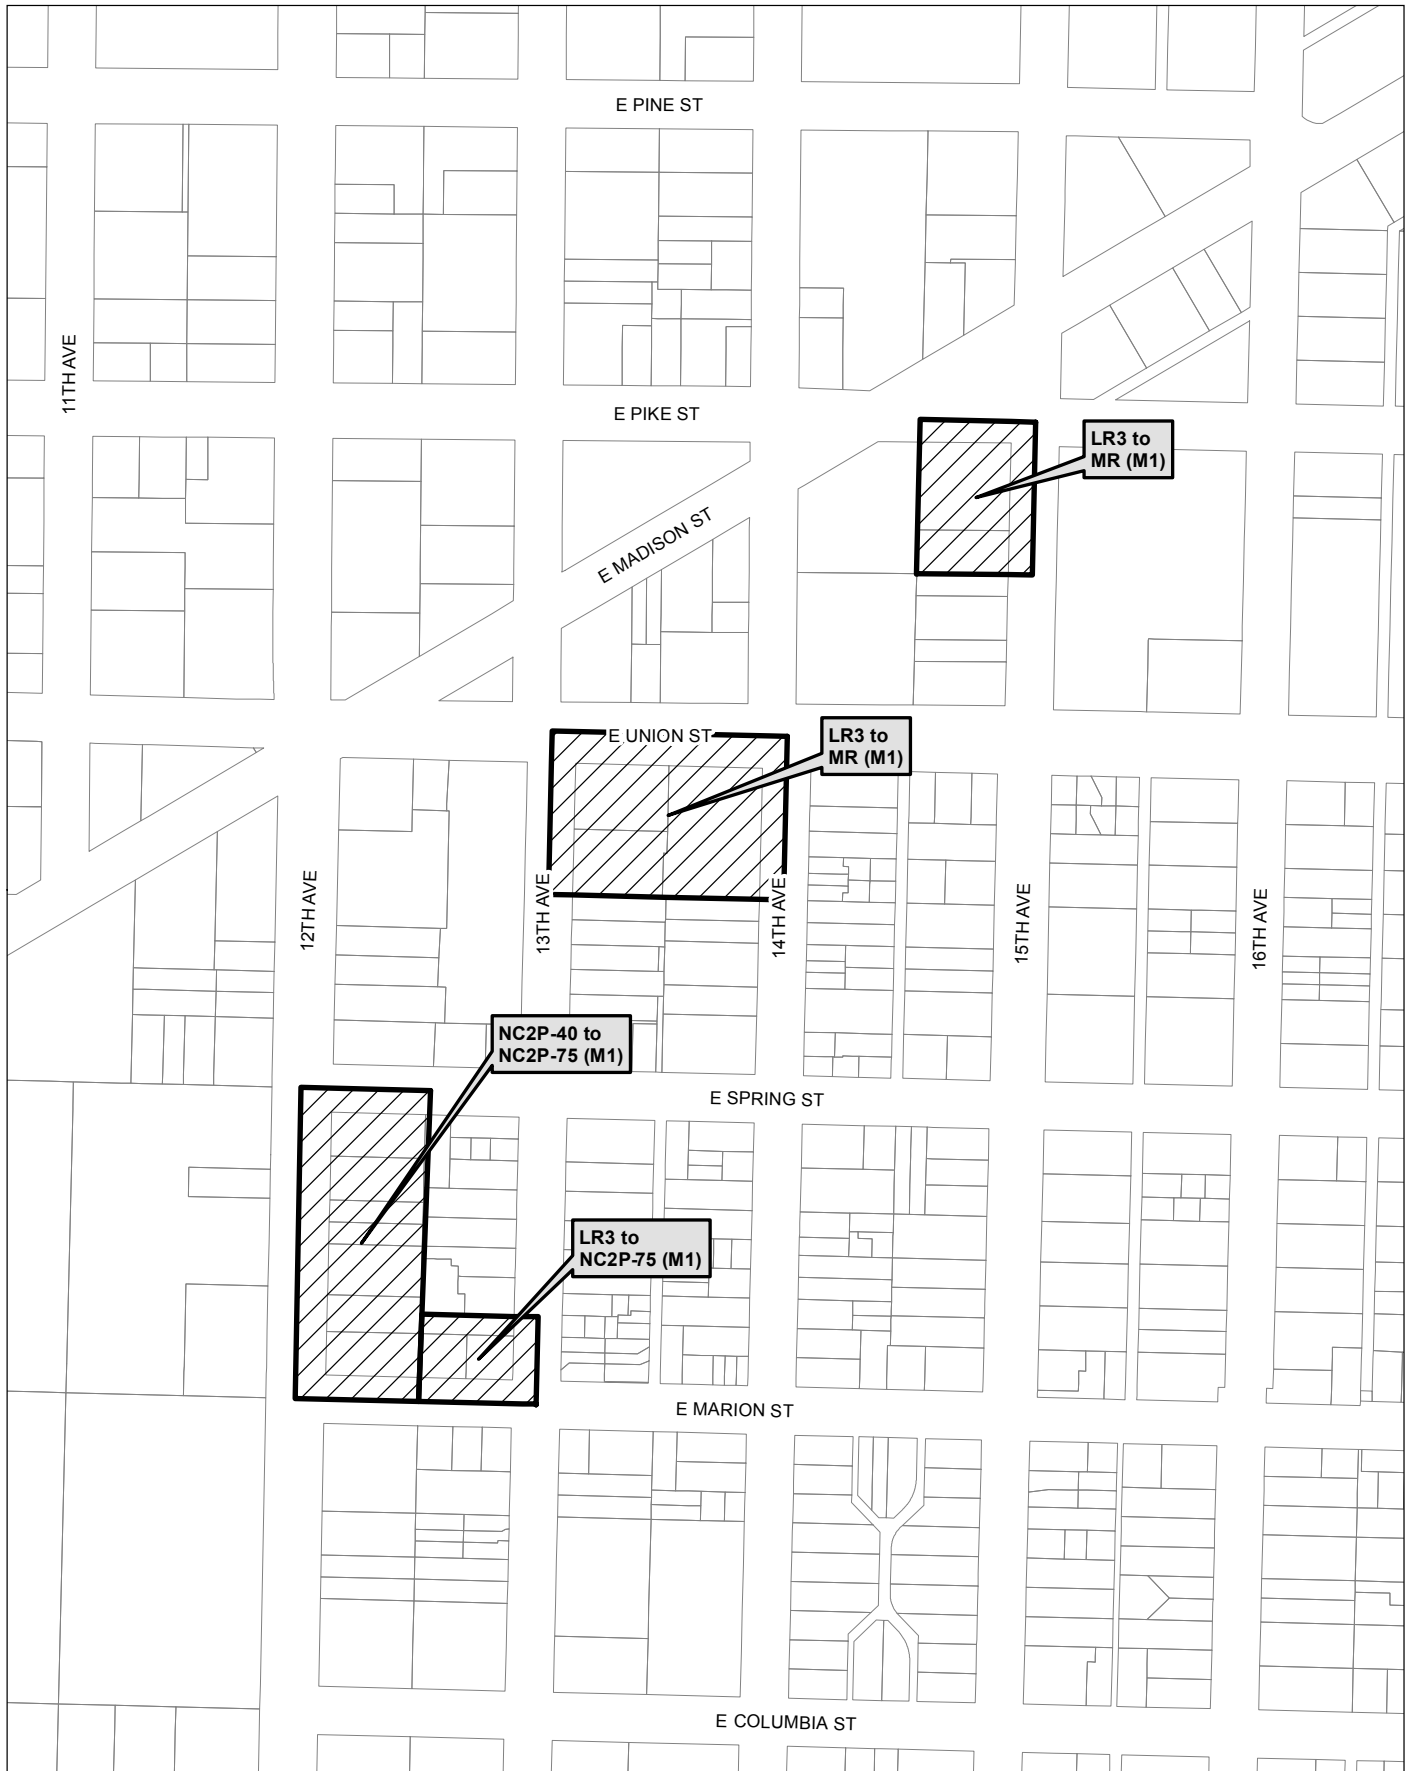 E PINE ST
11TH AVE
E PIKE ST
LR3 to
MR (M1)
E MADISON ST
E UNION ST
LR3 to
MR (M1)
12TH AVE
13TH AVE
14TH AVE
15TH AVE
16TH AVE
NC2P-40 to
NC2P-75 (M1)
E SPRING ST
LR3 to
NC2P-75 (M1)
E MARION ST
E COLUMBIA ST